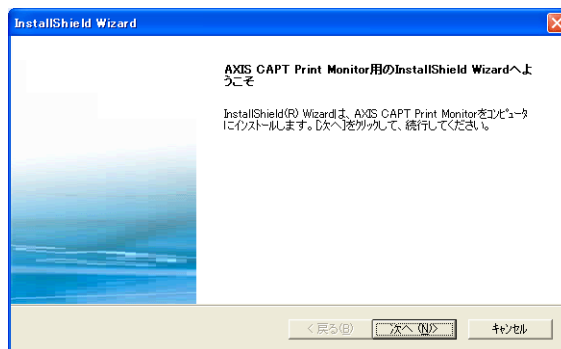 InstallShield Wizard
AXIS CAPT Print Monitor用のInstallShield Wizardへよ
うこそ
InstallShield(R) Wizardは、AXIS CAPT Print Monitorをｺﾝﾋﾟｭｰﾀ
にｲﾝｽﾄｰﾙします。[次へ]をｸﾘｯｸして、続行してください。
< 戻る(B)
次へ (N)>
ｷｬﾝｾﾙ